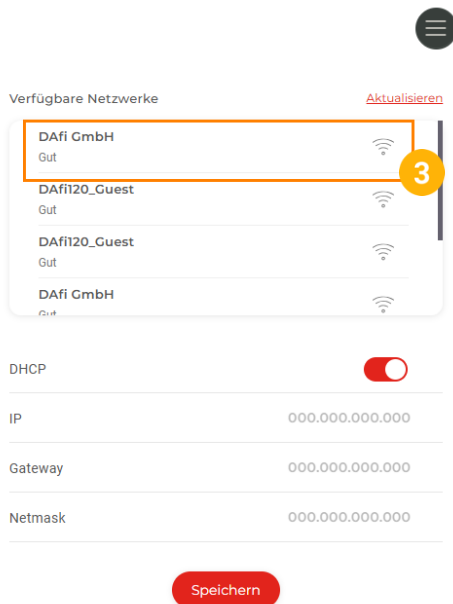 Verfügbare Netzwerke Aktualisieren
DAfi GmbH
Gut
3
DAfi120_Guest
Gut
DAfi120_Guest
Gut
DAfi GmbH
Gut
DHCP
IP 000.000.000.000
Gateway 000.000.000.000
Netmask 000.000.000.000
Speichern